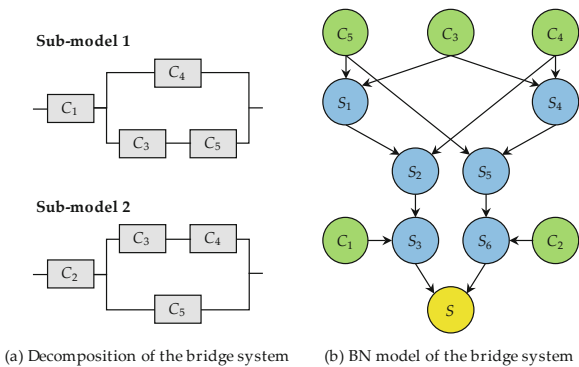 Sub-model 1
C4
C1
C3 C5
Sub-model 2
C3 C4
C2
C5
(a) Decomposition of the bridge system
C5 C3 C4
S1 S4
S2 S5
C1 S3 S6 C2
S
(b) BN model of the bridge system